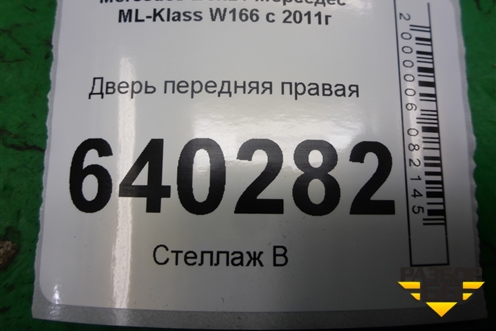 ML-Klass W166 с 2011г
Дверь передняя правая
640282
Стеллаж В
2000006082145